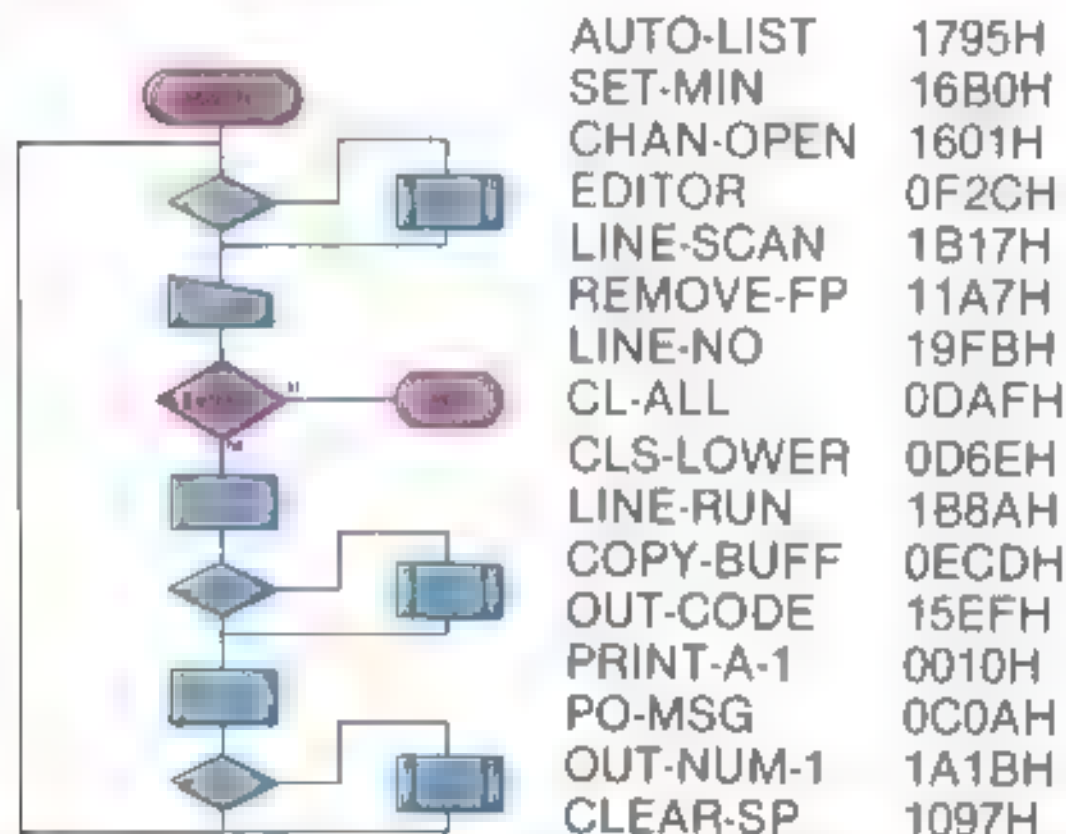 AUTO-LIST 1795H
SET-MIN 16B0H
CHAN-OPEN 1601H
EDITOR 0F2CH
LINE-SCAN 1B17H
REMOVE-FP 11A7H
LINE-NO 19FBH
CL-ALL 0DAFH
CLS-LOWER 0D6EH
LINE-RUN 1B8AH
COPY-BUFF 0ECDH
OUT-CODE 15EFH
PRINT-A-1 0010H
PO-MSG 0C0AH
OUT-NUM-1 1A1BH
CLEAR-SP 1097H